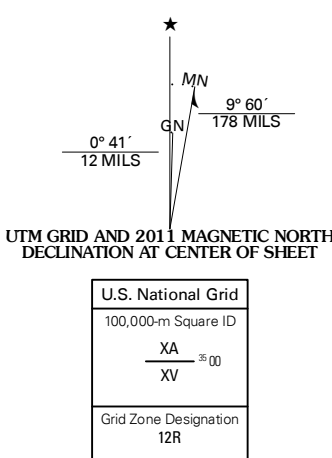 ★
MN
GN
9° 60´
178 MILS
0° 41´
12 MILS
UTM GRID AND 2011 MAGNETIC NORTH
DECLINATION AT CENTER OF SHEET
U.S. National Grid
100,000-m Square ID
XA
35 00
XV
Grid Zone Designation
12R